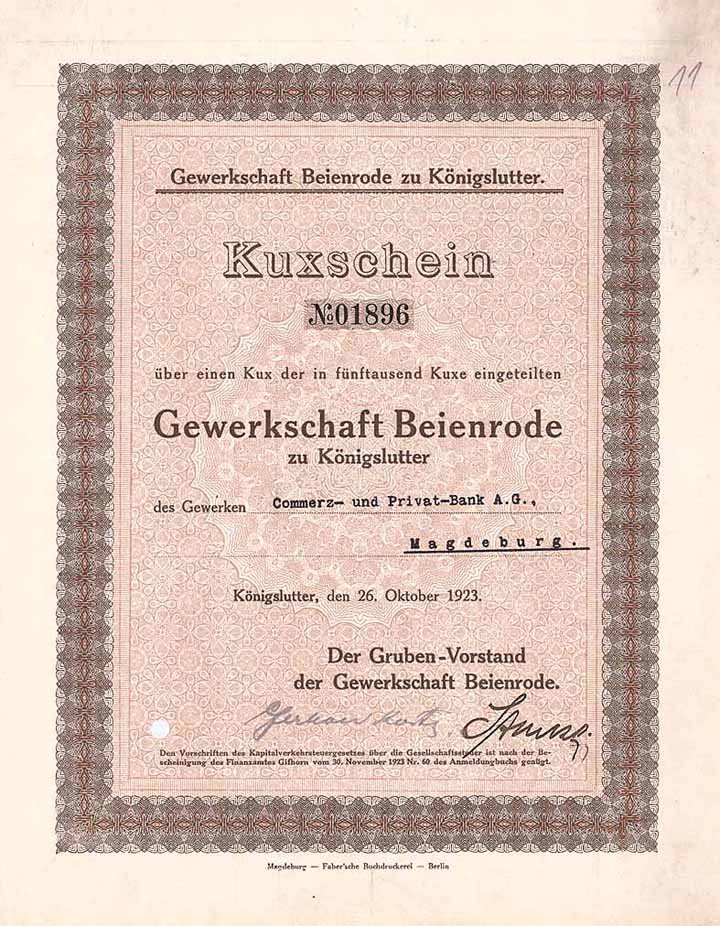 11
Gewerkschaft Beienrode zu Königslutter.
Kuxschein
№01896
über einen Kux der in fünftausend Kuxe eingeteilten
Gewerkschaft Beienrode
zu Königslutter
des Gewerken Commerz- und Privat-Bank A.G.,
Magdeburg.
Königslutter, den 26. Oktober 1923.
Der Gruben-Vorstand
der Gewerkschaft Beienrode.
Den Vorschriften des Kapitalverkehrsteuergesetzes über die Gesellschaftssteuer ist nach der Be-
scheinigung des Finanzamtes Gifhorn vom 30. November 1923 Nr. 60 des Anmeldungbuchs genügt.
Magdeburg — Faber'sche Buchdruckerei — Berlin